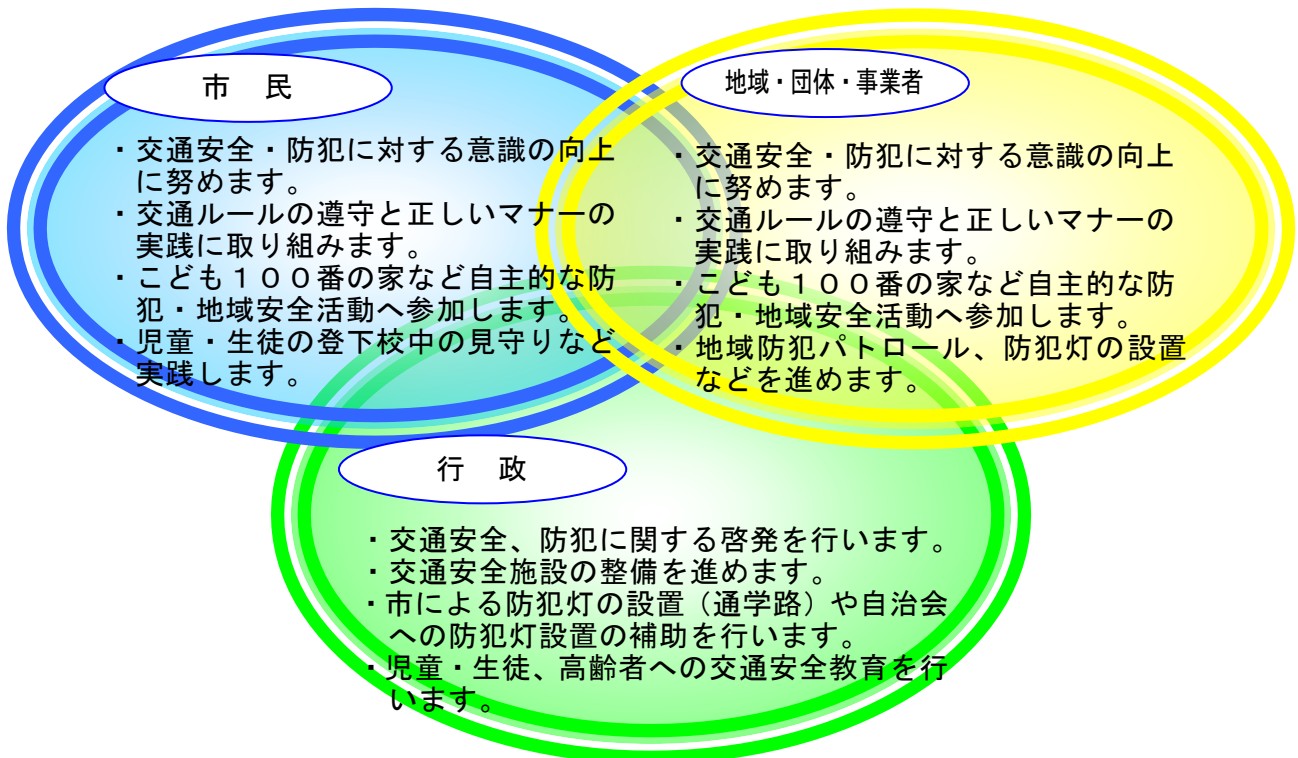 市　民
・交通安全・防犯に対する意識の向上
に努めます。
・交通ルールの遵守と正しいマナーの
実践に取り組みます。
・こども１００番の家など自主的な防
犯・地域安全活動へ参加します。
・児童・生徒の登下校中の見守りなど
実践します。
地域・団体・事業者
・交通安全・防犯に対する意識の向上
に努めます。
・交通ルールの遵守と正しいマナーの
実践に取り組みます。
・こども１００番の家など自主的な防
犯・地域安全活動へ参加します。
・地域防犯パトロール、防犯灯の設置
などを進めます。
行　政
・交通安全、防犯に関する啓発を行います。
・交通安全施設の整備を進めます。
・市による防犯灯の設置（通学路）や自治会
への防犯灯設置の補助を行います。
・児童・生徒、高齢者への交通安全教育を行
います。